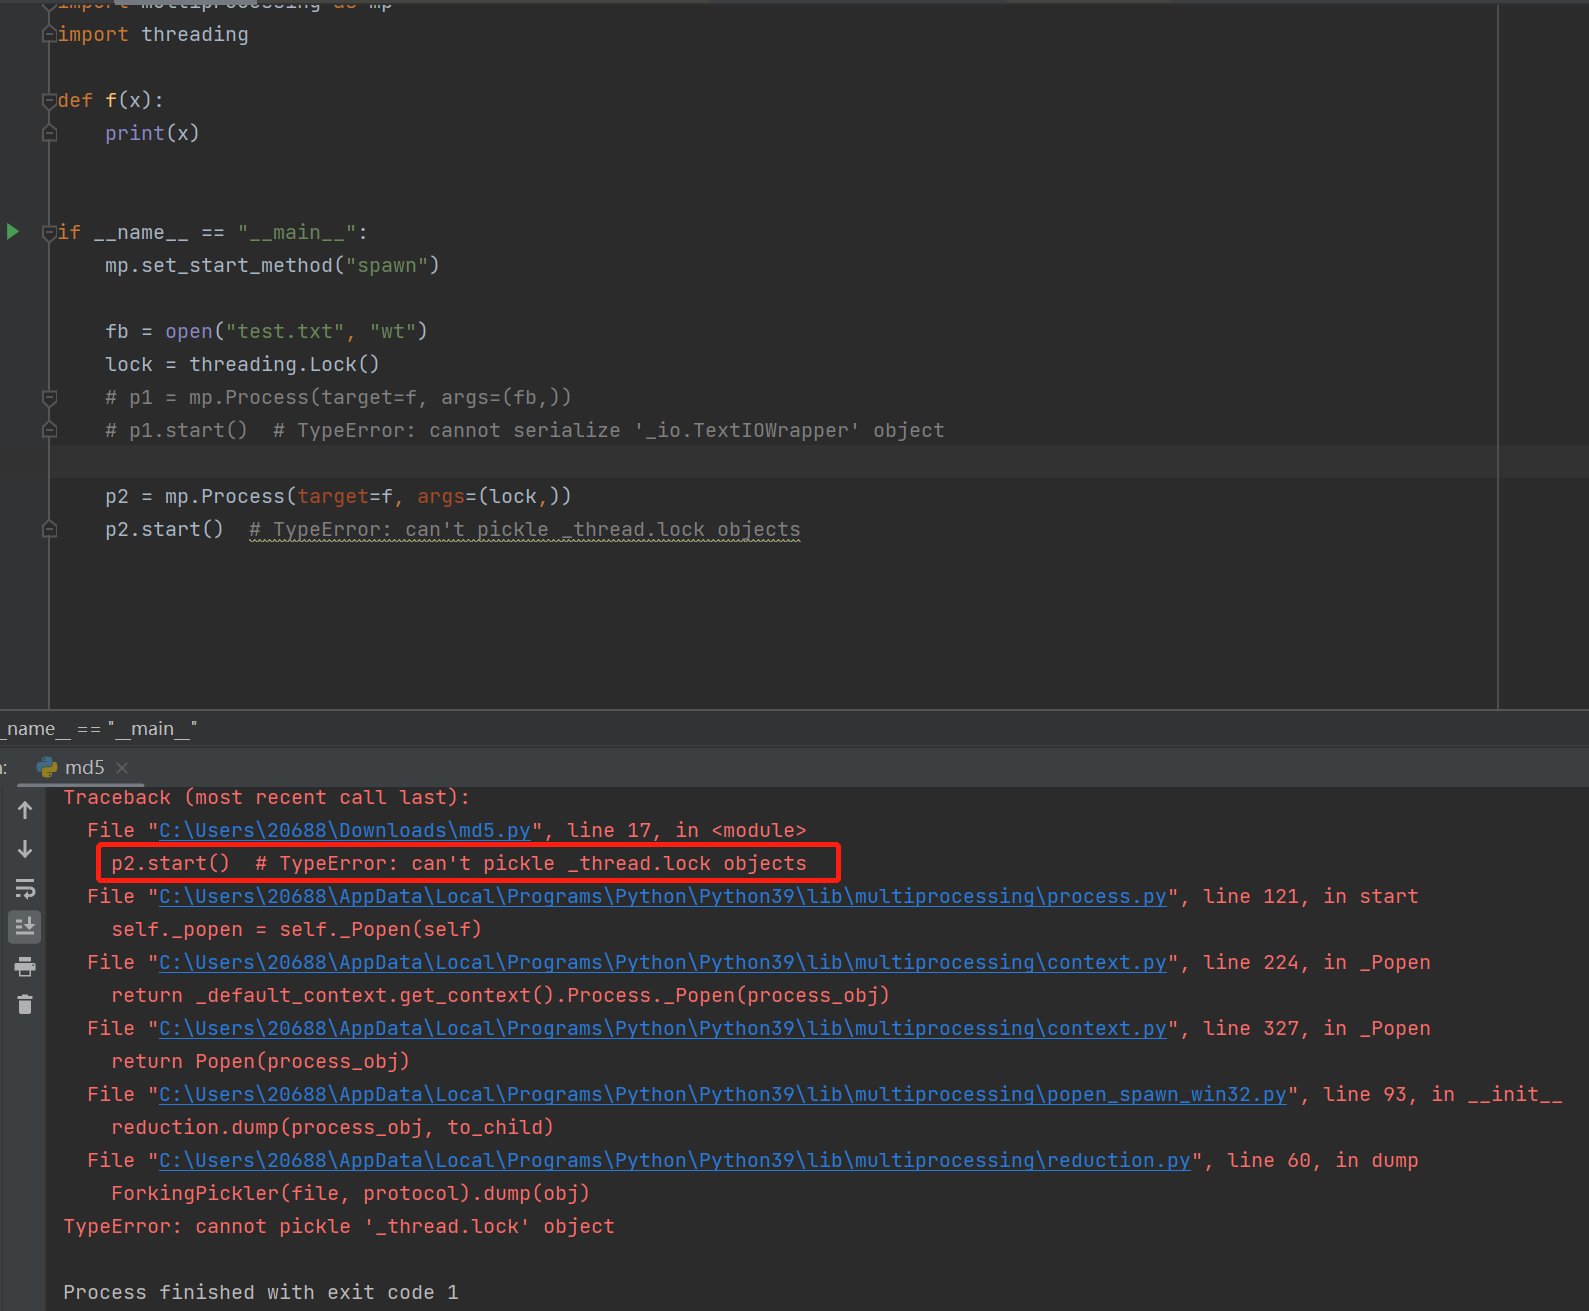 import multiprocessing as mp
import threading
def f(x):
print(x)
if __name__ == "__main__":
mp.set_start_method("spawn")
fb = open("test.txt", "wt")
lock = threading.Lock()
# p1 = mp.Process(target=f, args=(fb,))
# p1.start()  # TypeError: cannot serialize '_io.TextIOWrapper' object
p2 = mp.Process(target=f, args=(lock,))
p2.start()  # TypeError: can't pickle _thread.lock objects
_name__ == "__main__"
md5
Traceback (most recent call last):
File "C:\Users\20688\Downloads\md5.py", line 17, in <module>
p2.start()  # TypeError: can't pickle _thread.lock objects
File "C:\Users\20688\AppData\Local\Programs\Python\Python39\lib\multiprocessing\process.py", line 121, in start
self._popen = self._Popen(self)
File "C:\Users\20688\AppData\Local\Programs\Python\Python39\lib\multiprocessing\context.py", line 224, in _Popen
return _default_context.get_context().Process._Popen(process_obj)
File "C:\Users\20688\AppData\Local\Programs\Python\Python39\lib\multiprocessing\context.py", line 327, in _Popen
return Popen(process_obj)
File "C:\Users\20688\AppData\Local\Programs\Python\Python39\lib\multiprocessing\popen_spawn_win32.py", line 93, in __init__
reduction.dump(process_obj, to_child)
File "C:\Users\20688\AppData\Local\Programs\Python\Python39\lib\multiprocessing\reduction.py", line 60, in dump
ForkingPickler(file, protocol).dump(obj)
TypeError: cannot pickle '_thread.lock' object
Process finished with exit code 1